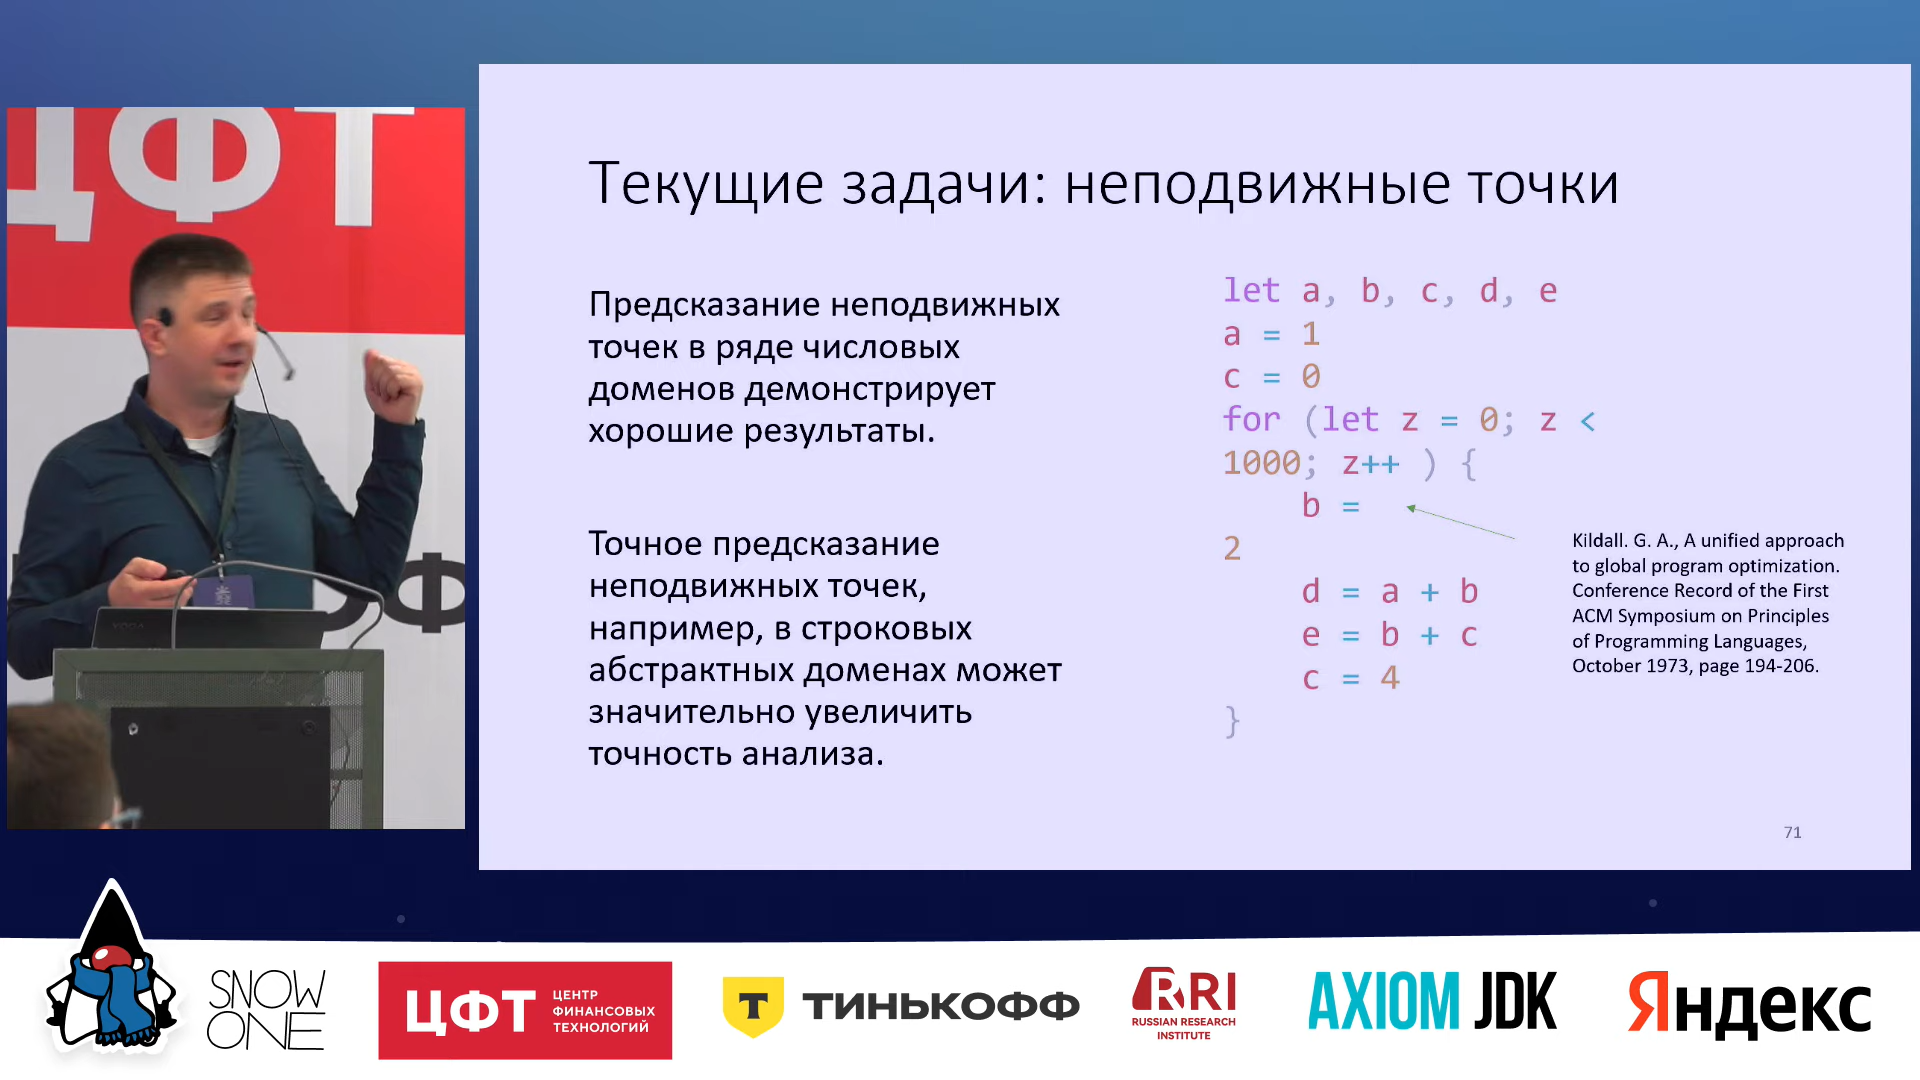 ЦФТ
Текущие задачи: неподвижные точки
Предсказание неподвижных
точек в ряде числовых
доменов демонстрирует
хорошие результаты.
Точное предсказание
неподвижных точек,
например, в строковых
абстрактных доменах может
значительно увеличить
точность анализа.
let a, b, c, d, e
a = 1
c = 0
for (let z = 0; z <
1000; z++ ) {
b =
2
d = a + b
e = b + c
c = 4
}
Kildall. G. A., A unified approach
to global program optimization.
Conference Record of the First
ACM Symposium on Principles
of Programming Languages,
October 1973, page 194-206.
71
YOGA
SNOW
ONE
ЦФТ
ЦЕНТР
ФИНАНСОВЫХ
ТЕХНОЛОГИЙ
Т ТИНЬКОФФ
RRI
RUSSIAN RESEARCH
INSTITUTE
AXIOM JDK
Яндекс